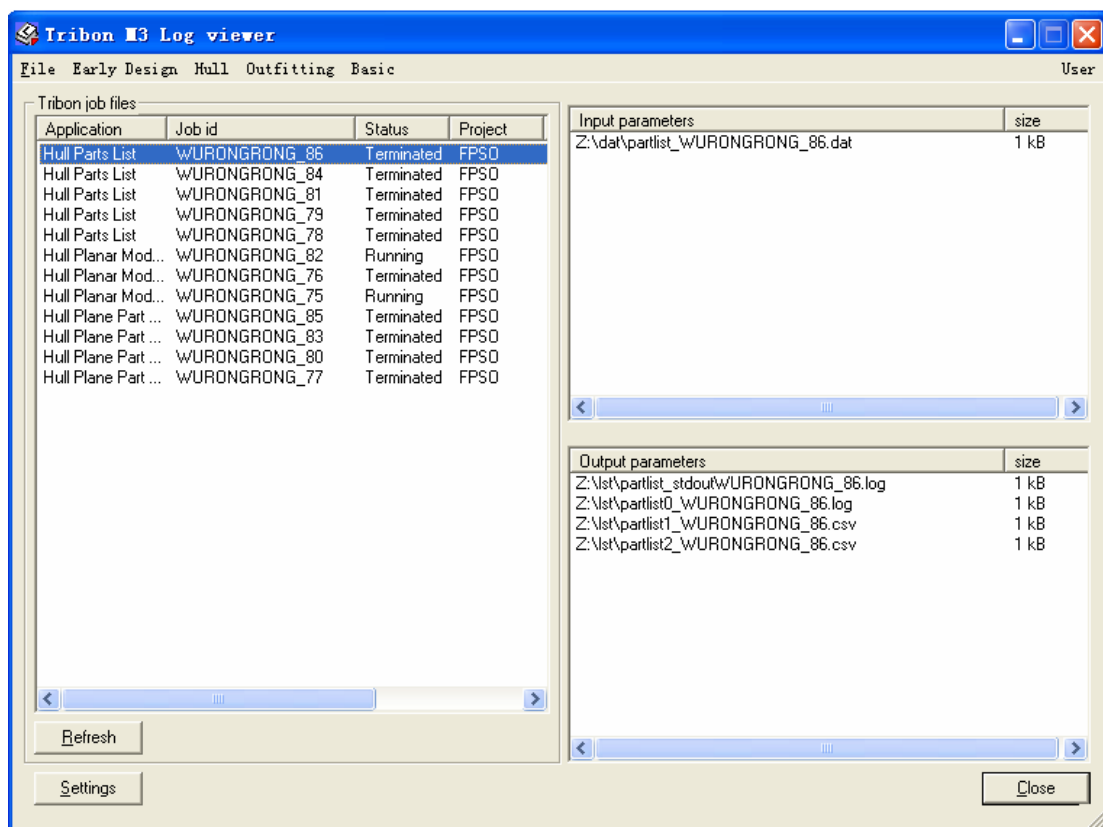 Tribon M3 Log viewer
File Early Design Hull Outfitting Basic User
Tribon job files
Application Job id Status Project
Hull Parts List WURONGRONG_86 Terminated FPSO
Hull Parts List WURONGRONG_84 Terminated FPSO
Hull Parts List WURONGRONG_81 Terminated FPSO
Hull Parts List WURONGRONG_79 Terminated FPSO
Hull Parts List WURONGRONG_78 Terminated FPSO
Hull Planar Mod... WURONGRONG_82 Running FPSO
Hull Planar Mod... WURONGRONG_76 Terminated FPSO
Hull Planar Mod... WURONGRONG_75 Running FPSO
Hull Plane Part ... WURONGRONG_85 Terminated FPSO
Hull Plane Part ... WURONGRONG_83 Terminated FPSO
Hull Plane Part ... WURONGRONG_80 Terminated FPSO
Hull Plane Part ... WURONGRONG_77 Terminated FPSO
Refresh
Settings
Input parameters size
Z:\dat\partlist_WURONGRONG_86.dat 1 kB
Output parameters size
Z:\lst\partlist_stdoutWURONGRONG_86.log 1 kB
Z:\lst\partlist0_WURONGRONG_86.log 1 kB
Z:\lst\partlist1_WURONGRONG_86.csv 1 kB
Z:\lst\partlist2_WURONGRONG_86.csv 1 kB
Close